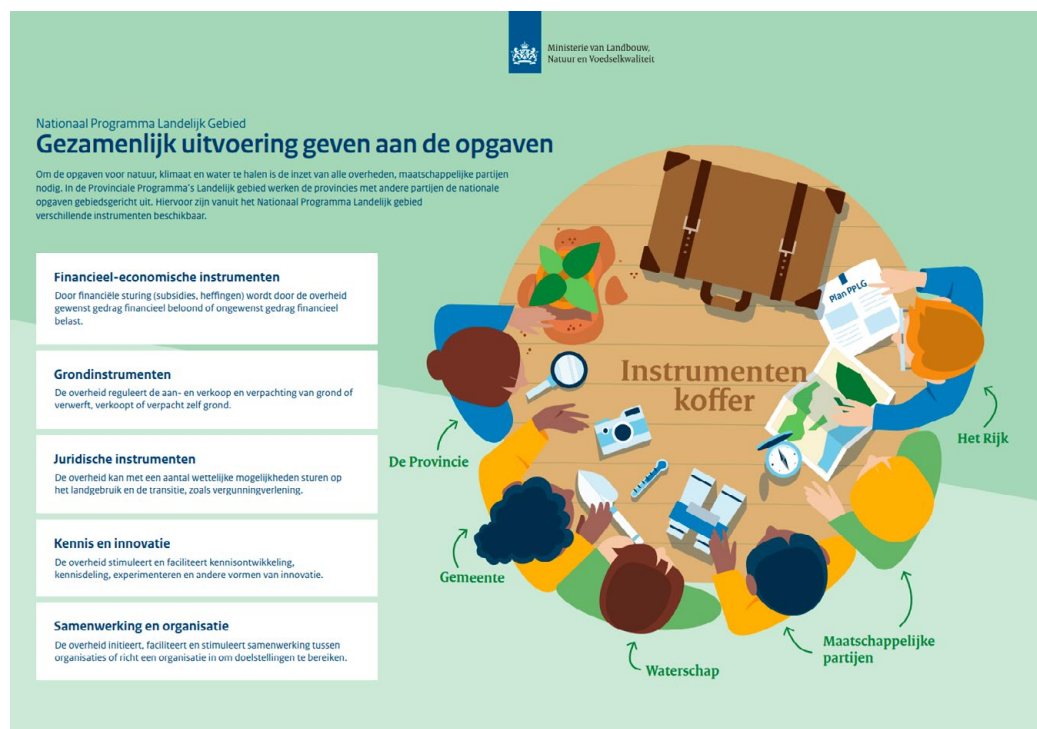 Ministerie van Landbouw,
Natuur en Voedselkwaliteit
Nationaal Programma Landelijk Gebied
Gezamenlijk uitvoering geven aan de opgaven
Om de opgaven voor natuur, klimaat en water te halen is de inzet van alle overheden, maatschappelijke partijen
nodig. In de Provinciale Programma's Landelijk gebied werken de provincies met andere partijen de nationale
opgaven gebiedsgericht uit. Hiervoor zijn vanuit het Nationaal Programma Landelijk gebied
verschillende instrumenten beschikbaar.
Financieel-economische instrumenten
Door financiële sturing (subsidies, heffingen) wordt door de overheid
gewenst gedrag financieel beloond of ongewenst gedrag financieel
belast.
Grondinstrumenten
De overheid reguleert de aan- en verkoop en verpachting van grond of
verwerft, verkoopt of verpacht zelf grond.
Juridische instrumenten
De overheid kan met een aantal wettelijke mogelijkheden sturen op
het landgebruik en de transitie, zoals vergunningverlening.
Kennis en innovatie
De overheid stimuleert en faciliteert kennisontwikkeling,
kennisdeling, experimenteren en andere vormen van innovatie.
Samenwerking en organisatie
De overheid initieert, faciliteert en stimuleert samenwerking tussen
organisaties of richt een organisatie in om doelstellingen te bereiken.
Plan PPLG
Instrumenten
koffer
De Provincie
Het Rijk
Gemeente
Maatschappelijke
partijen
Waterschap